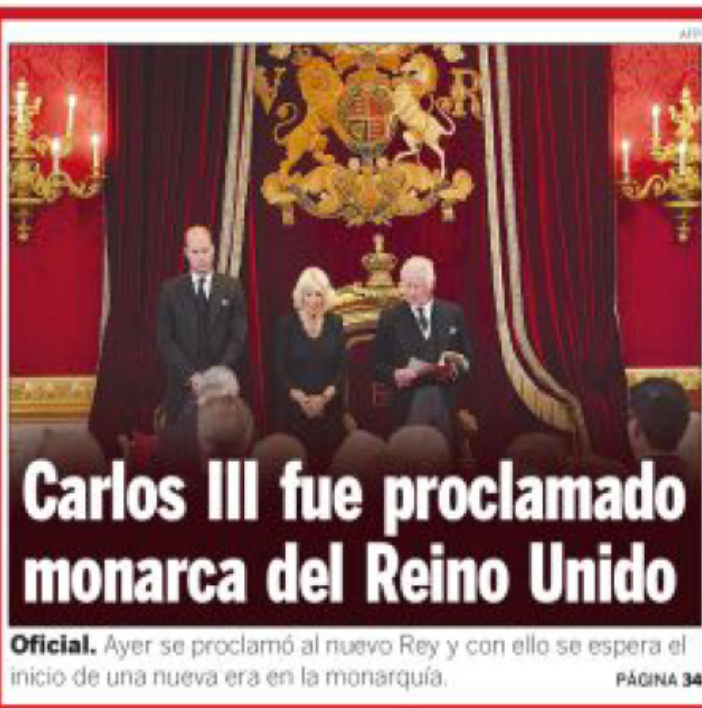 AFP
V R
Carlos III fue proclamado
monarca del Reino Unido
Oficial. Ayer se proclamó al nuevo Rey y con ello se espera el
inicio de una nueva era en la monarquía.
PÁGINA 34